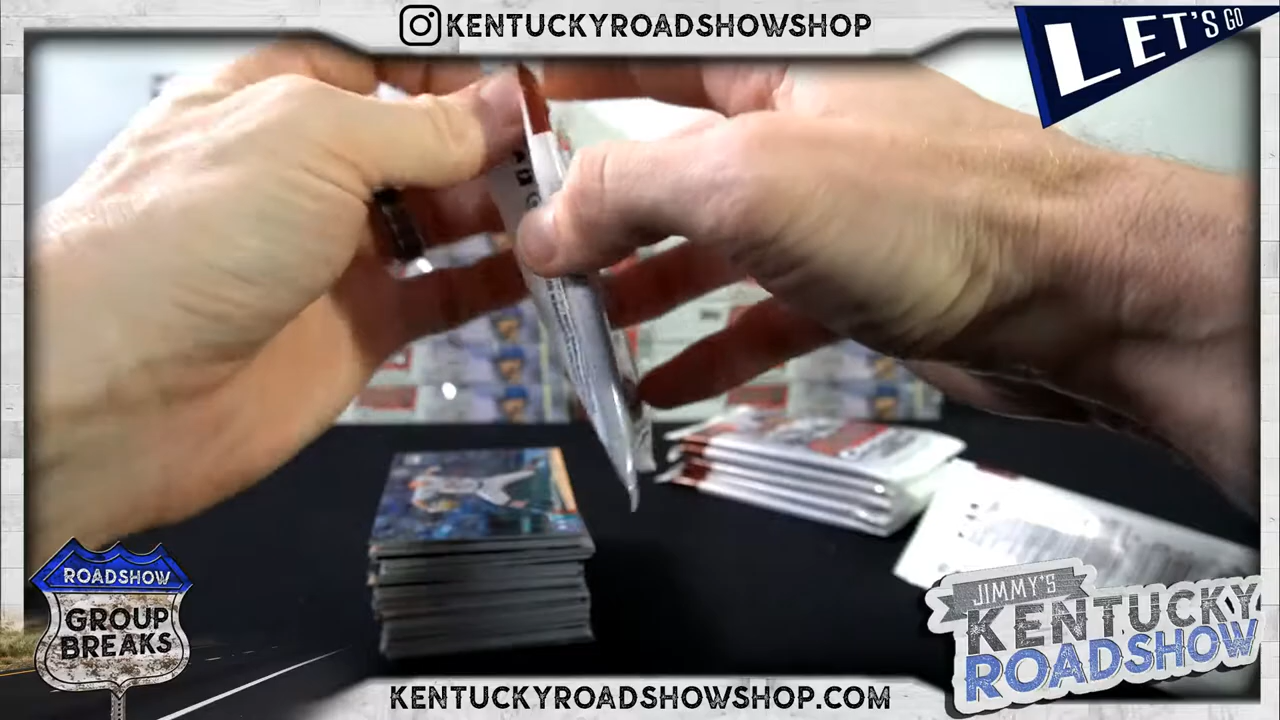 KENTUCKYROADSHOWSHOP
LET'S GO
ROADSHOW
GROUP
BREAKS
JIMMY'S
KENTUCKY
ROADSHOW
KENTUCKYROADSHOWSHOP.COM